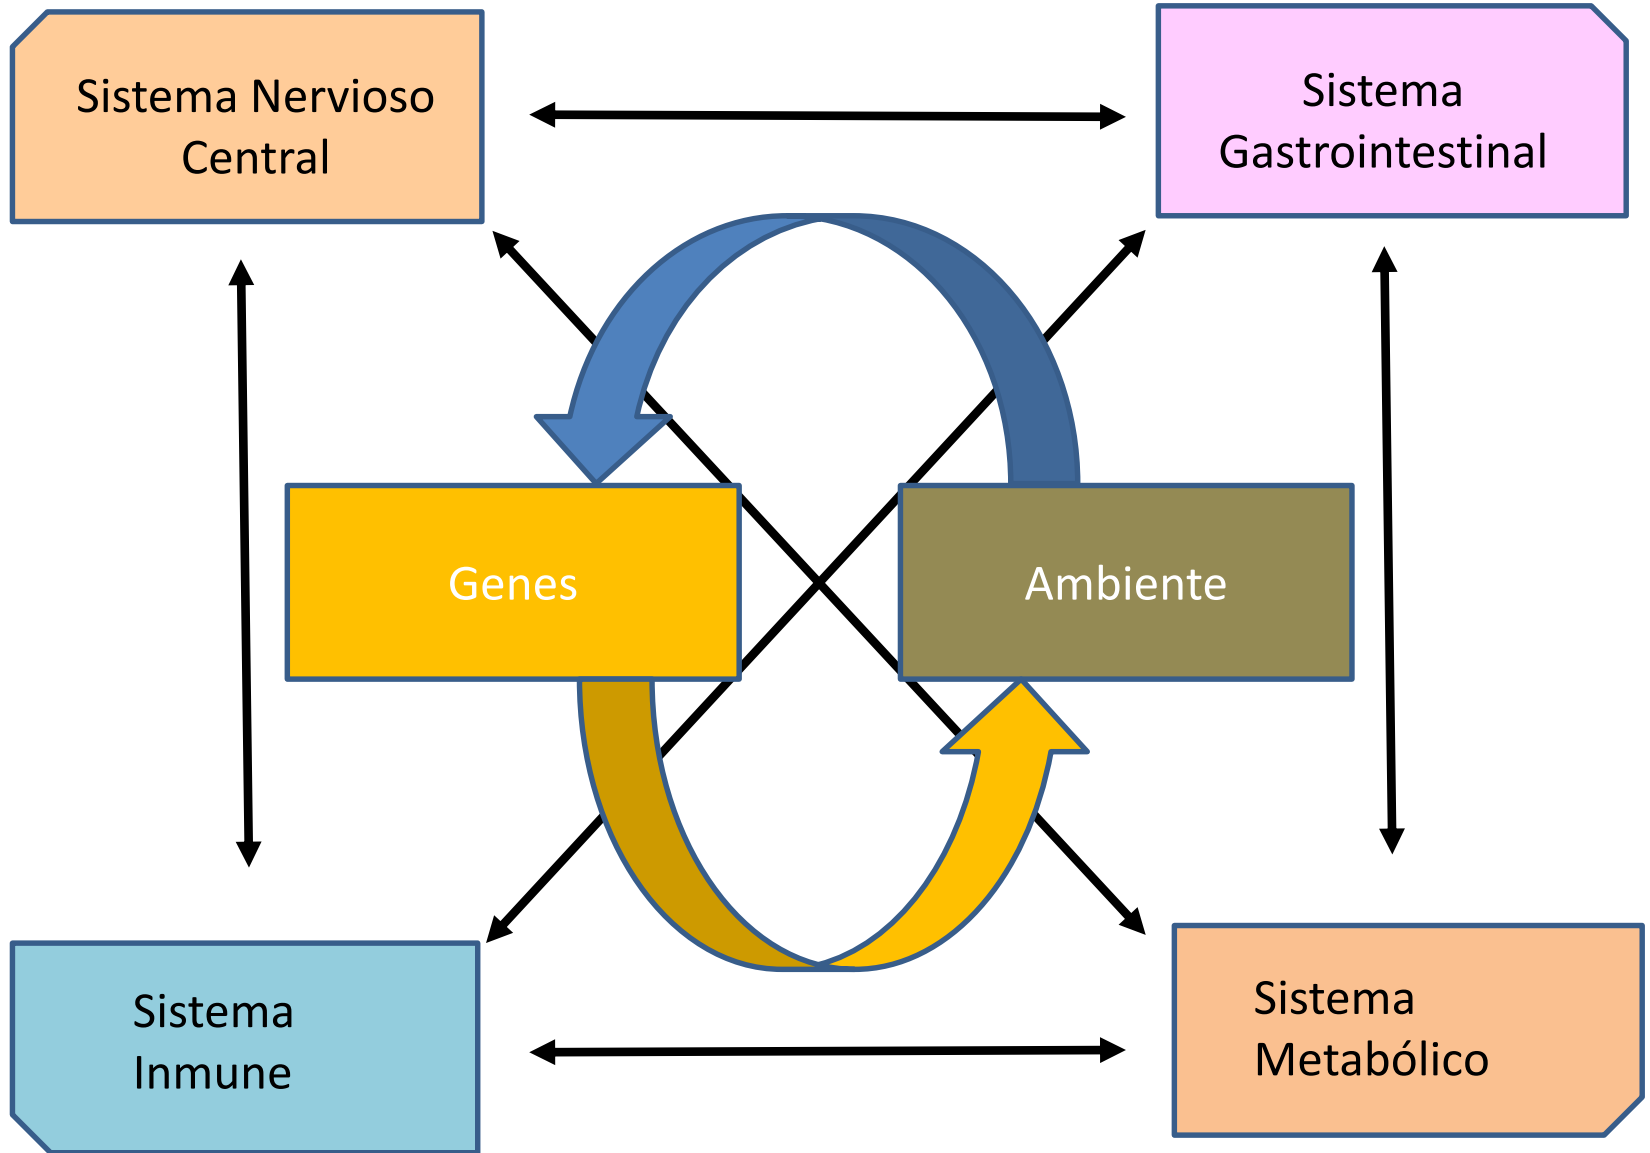 Sistema Nervioso
Central
Sistema
Gastrointestinal
Genes
Ambiente
Sistema
Inmune
Sistema
Metabólico